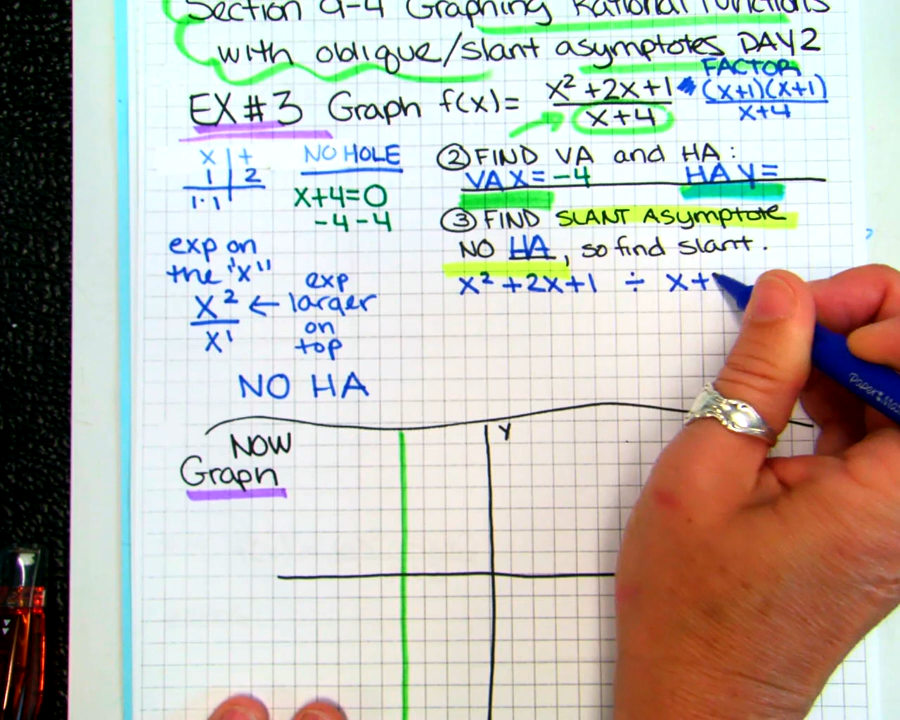 Section 9-4 Graphing Rational Functions
with oblique/slant asymptotes DAY2
FACTOR
EX #3 Graph f(x)= x² +2x+1 (x+1)(x+1)
x+4 x+4
x | +
1 | 2
1·1
NO HOLE
x+4=0
-4 -4
② FIND VA and HA:
VA X= -4 HA Y=
③ FIND SLANT Asymptote
NO HA, so find slant.
x² +2x+1 ÷ x+
exp on
the "x"
x² ← exp larger on top
x¹
NO HA
NOW
Graph
Y